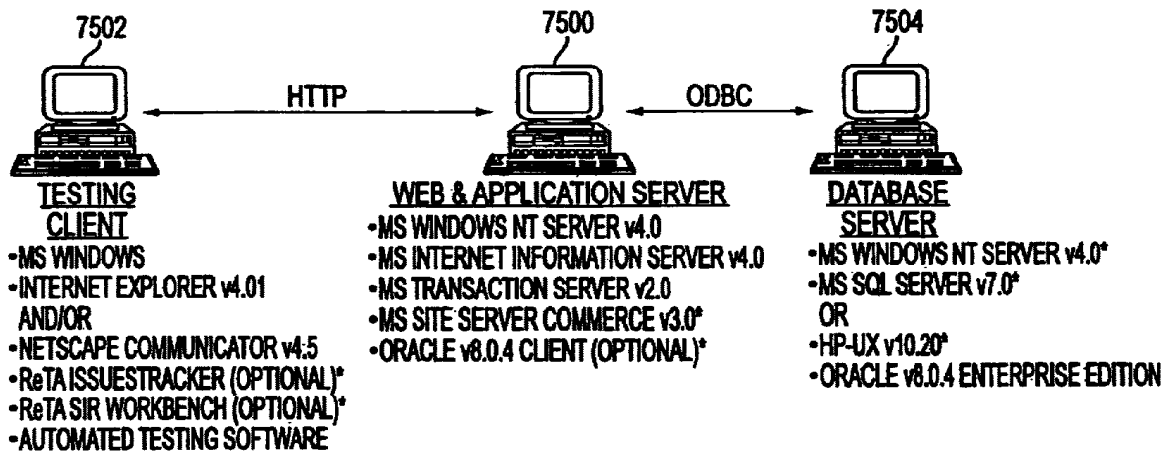 7502
7500
7504
HTTP
ODBC
TESTING
CLIENT
•MS WINDOWS
•INTERNET EXPLORER v4.01
AND/OR
•NETSCAPE COMMUNICATOR v4.5
•ReTA ISSUESTRACKER (OPTIONAL)*
•ReTA SIR WORKBENCH (OPTIONAL)*
•AUTOMATED TESTING SOFTWARE
WEB & APPLICATION SERVER
•MS WINDOWS NT SERVER v4.0
•MS INTERNET INFORMATION SERVER v4.0
•MS TRANSACTION SERVER v2.0
•MS SITE SERVER COMMERCE v3.0*
•ORACLE v8.0.4 CLIENT (OPTIONAL)*
DATABASE
SERVER
•MS WINDOWS NT SERVER v4.0*
•MS SQL SERVER v7.0*
OR
•HP-UX v10.20*
•ORACLE v8.0.4 ENTERPRISE EDITION